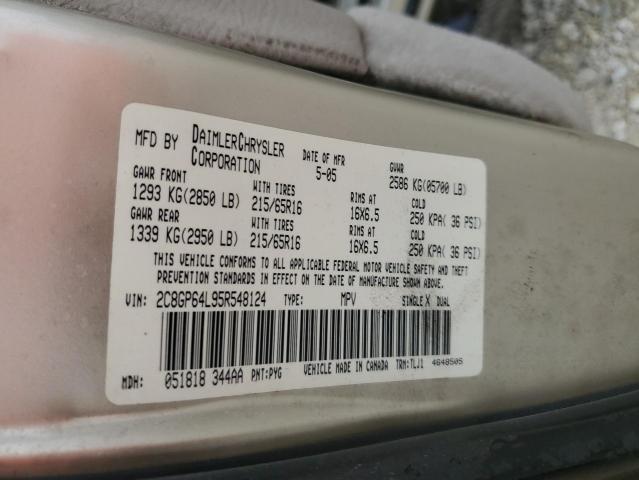 MFD BY DAIMLERCHRYSLER CORPORATION DATE OF MFR 5-05 GVWR 2586 KG(05700 LB)
GAWR FRONT WITH TIRES RIMS AT COLD
1293 KG(2850 LB) 215/65R16 16X6.5 250 KPA( 36 PSI)
GAWR REAR WITH TIRES RIMS AT COLD
1339 KG(2950 LB) 215/65R16 16X6.5 250 KPA( 36 PSI)
THIS VEHICLE CONFORMS TO ALL APPLICABLE FEDERAL MOTOR VEHICLE SAFETY AND THEFT
PREVENTION STANDARDS IN EFFECT ON THE DATE OF MANUFACTURE SHOWN ABOVE.
VIN: 2C8GP64L95R548124 TYPE: MPV SINGLE X DUAL
MDH: 051818 344AA PNT:PYG VEHICLE MADE IN CANADA TRM:TLJ1 4648505